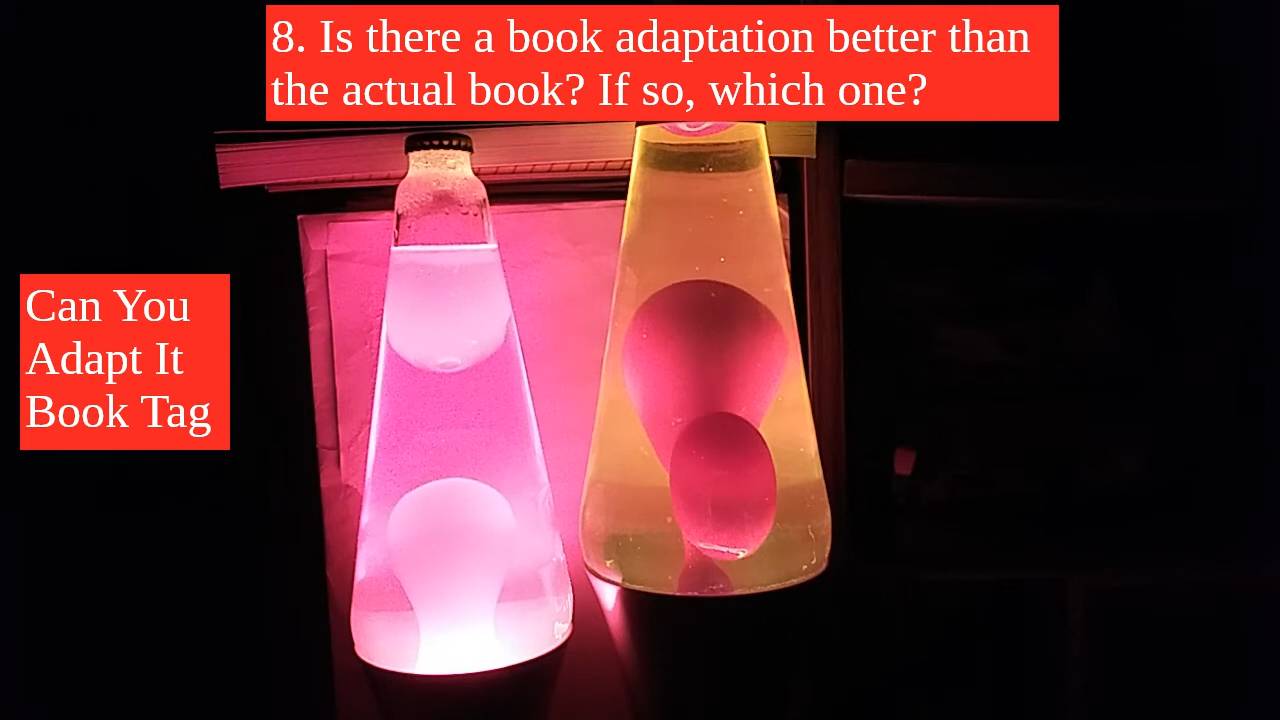 8. Is there a book adaptation better than
the actual book? If so, which one?
Can You
Adapt It
Book Tag